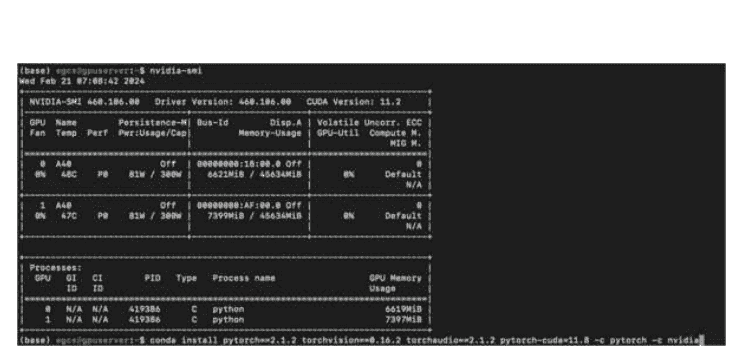 (base) egcs@gpuserver:~$ nvidia-smi
Wed Feb 21 07:08:42 2024
NVIDIA-SMI 460.106.00 Driver Version: 460.106.00 CUDA Version: 11.2
GPU Name Persistence-M| Bus-Id Disp.A | Volatile Uncorr. ECC
Fan Temp Perf Pwr:Usage/Cap| Memory-Usage | GPU-Util Compute M.
MIG M.
0 A40 Off | 00000000:18:00.0 Off | 0
0% 48C P0 81W / 300W | 6621MiB / 45634MiB | 0% Default
N/A
1 A40 Off | 00000000:AF:00.0 Off | 0
0% 47C P0 81W / 300W | 7399MiB / 45634MiB | 0% Default
N/A
Processes:
GPU GI CI PID Type Process name GPU Memory
ID ID Usage
0 N/A N/A 419386 C python 6619MiB
1 N/A N/A 419386 C python 7397MiB
(base) egcs@gpuserver:~$ conda install pytorch==2.1.2 torchvision==0.16.2 torchaudio==2.1.2 pytorch-cuda=11.8 -c pytorch -c nvidia